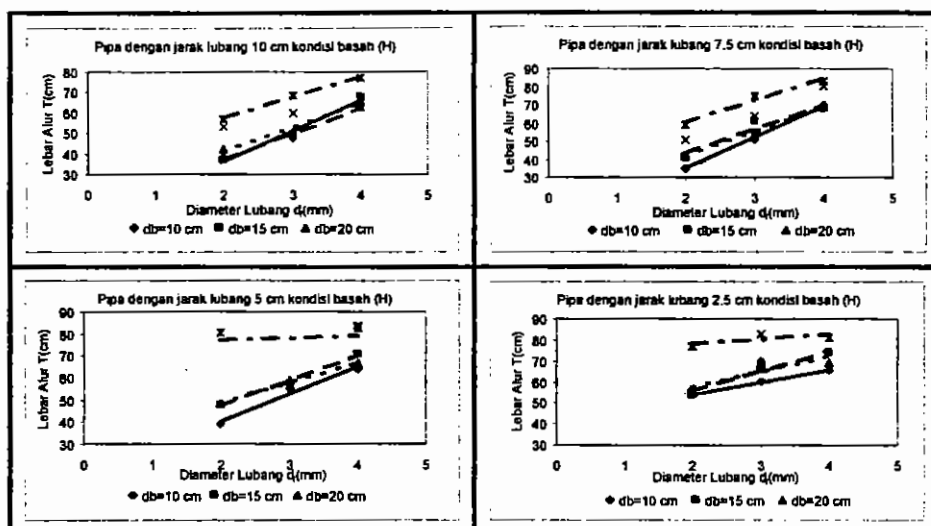 Pipa dengan jarak lubang 10 cm kondisi basah (H)
Lebar Alur T(cm)
80
70
60
50
40
30
0 1 2 3 4 5
Diameter Lubang d(mm)
db=10 cm db=15 cm db=20 cm
Pipa dengan jarak lubang 7.5 cm kondisi basah (H)
Lebar Alur T(cm)
90
80
70
60
50
40
30
0 1 2 3 4 5
Diameter Lubang d(mm)
db=10 cm db=15 cm db=20 cm
Pipa dengan jarak lubang 5 cm kondisi basah (H)
Lebar Alur T(cm)
90
80
70
60
50
40
30
0 1 2 3 4 5
Diameter Lubang d(mm)
db=10 cm db=15 cm db=20 cm
Pipa dengan jarak lubang 2.5 cm kondisi basah (H)
Lebar Alur T(cm)
90
80
70
60
50
40
30
0 1 2 3 4 5
Diameter Lubang d(mm)
db=10 cm db=15 cm db=20 cm